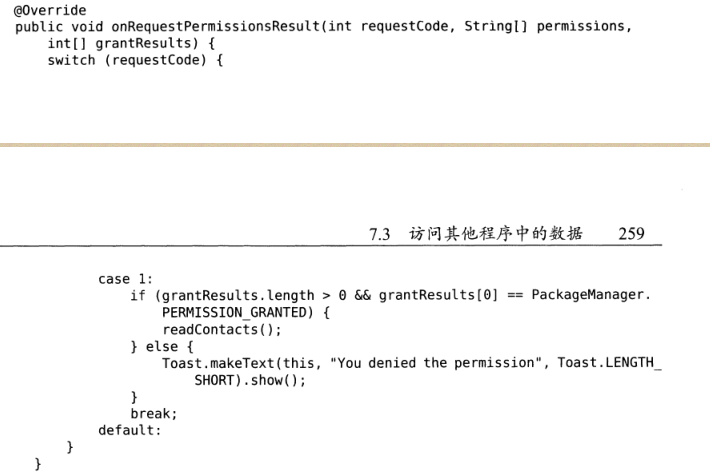 @Override
public void onRequestPermissionsResult(int requestCode, String[] permissions,
    int[] grantResults) {
    switch (requestCode) {
7.3 访问其他程序中的数据 259
        case 1:
            if (grantResults.length > 0 && grantResults[0] == PackageManager.
                PERMISSION_GRANTED) {
                readContacts();
            } else {
                Toast.makeText(this, "You denied the permission", Toast.LENGTH_
                    SHORT).show();
            }
            break;
        default:
    }
}